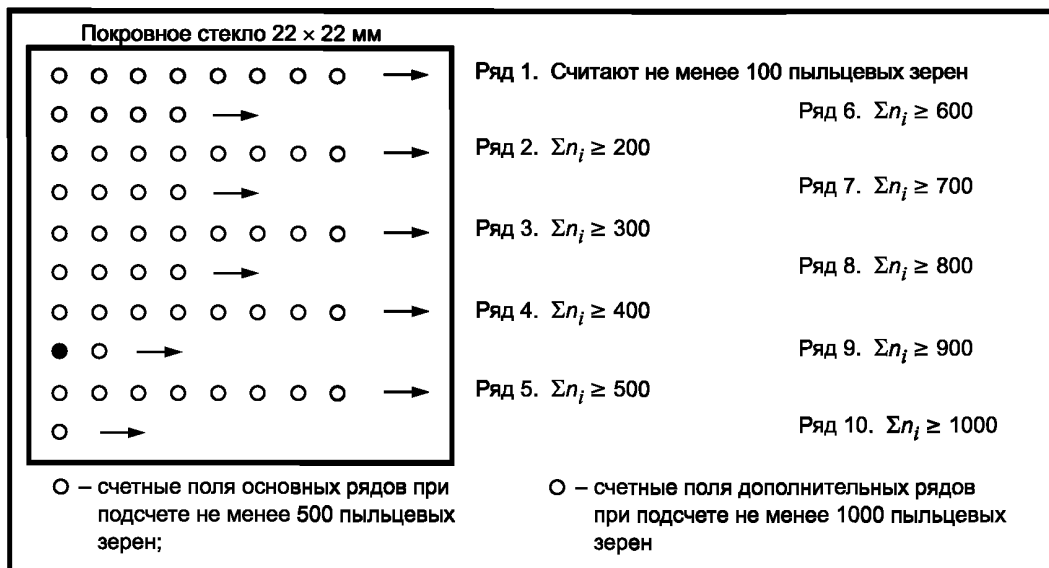 Покровное стекло 22 × 22 мм
Ряд 1. Считают не менее 100 пыльцевых зерен
Ряд 6. Σnᵢ ≥ 600
Ряд 2. Σnᵢ ≥ 200
Ряд 7. Σnᵢ ≥ 700
Ряд 3. Σnᵢ ≥ 300
Ряд 8. Σnᵢ ≥ 800
Ряд 4. Σnᵢ ≥ 400
Ряд 9. Σnᵢ ≥ 900
Ряд 5. Σnᵢ ≥ 500
Ряд 10. Σnᵢ ≥ 1000
– счетные поля основных рядов при
подсчете не менее 500 пыльцевых
зерен;
– счетные поля дополнительных рядов
при подсчете не менее 1000 пыльцевых
зерен